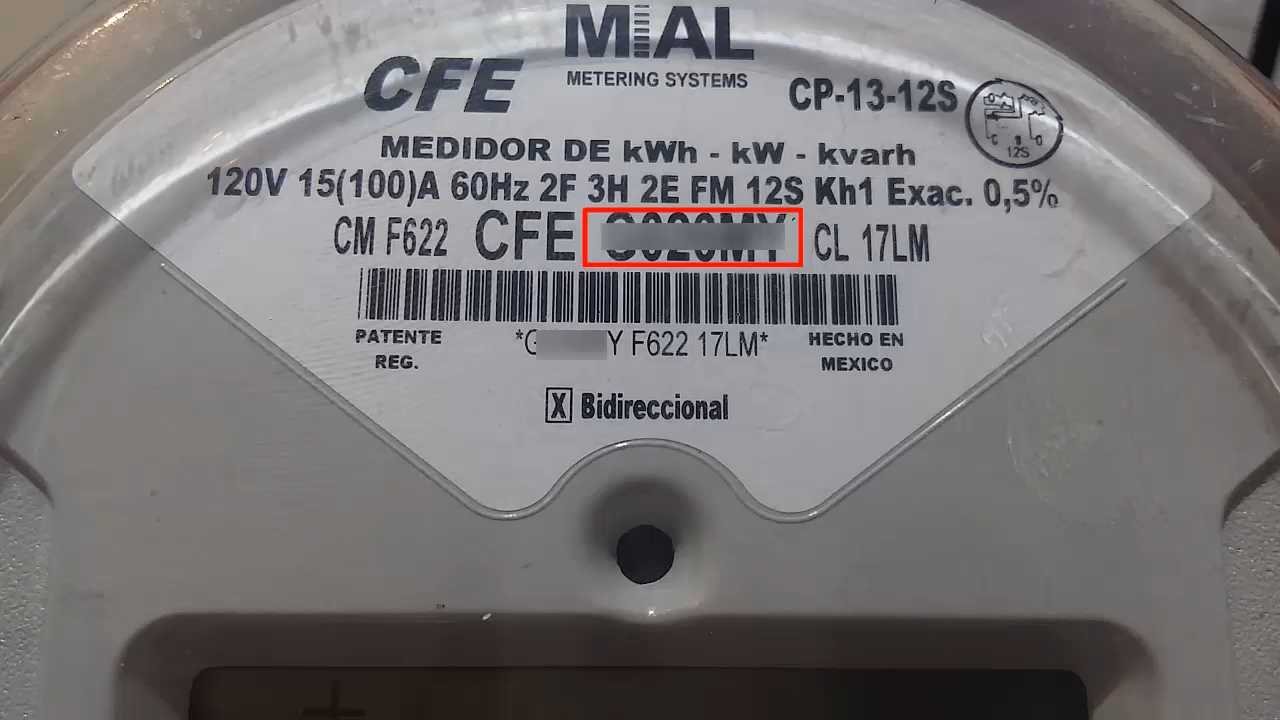 MIAL
METERING SYSTEMS
CFE
CP-13-12S
12S
MEDIDOR DE kWh - kW - kvarh
120V 15(100)A 60Hz 2F 3H 2E FM 12S Kh1 Exac. 0,5%
CM F622 CFE CL 17LM
PATENTE REG.
Y F622 17LM*
HECHO EN MEXICO
X Bidireccional